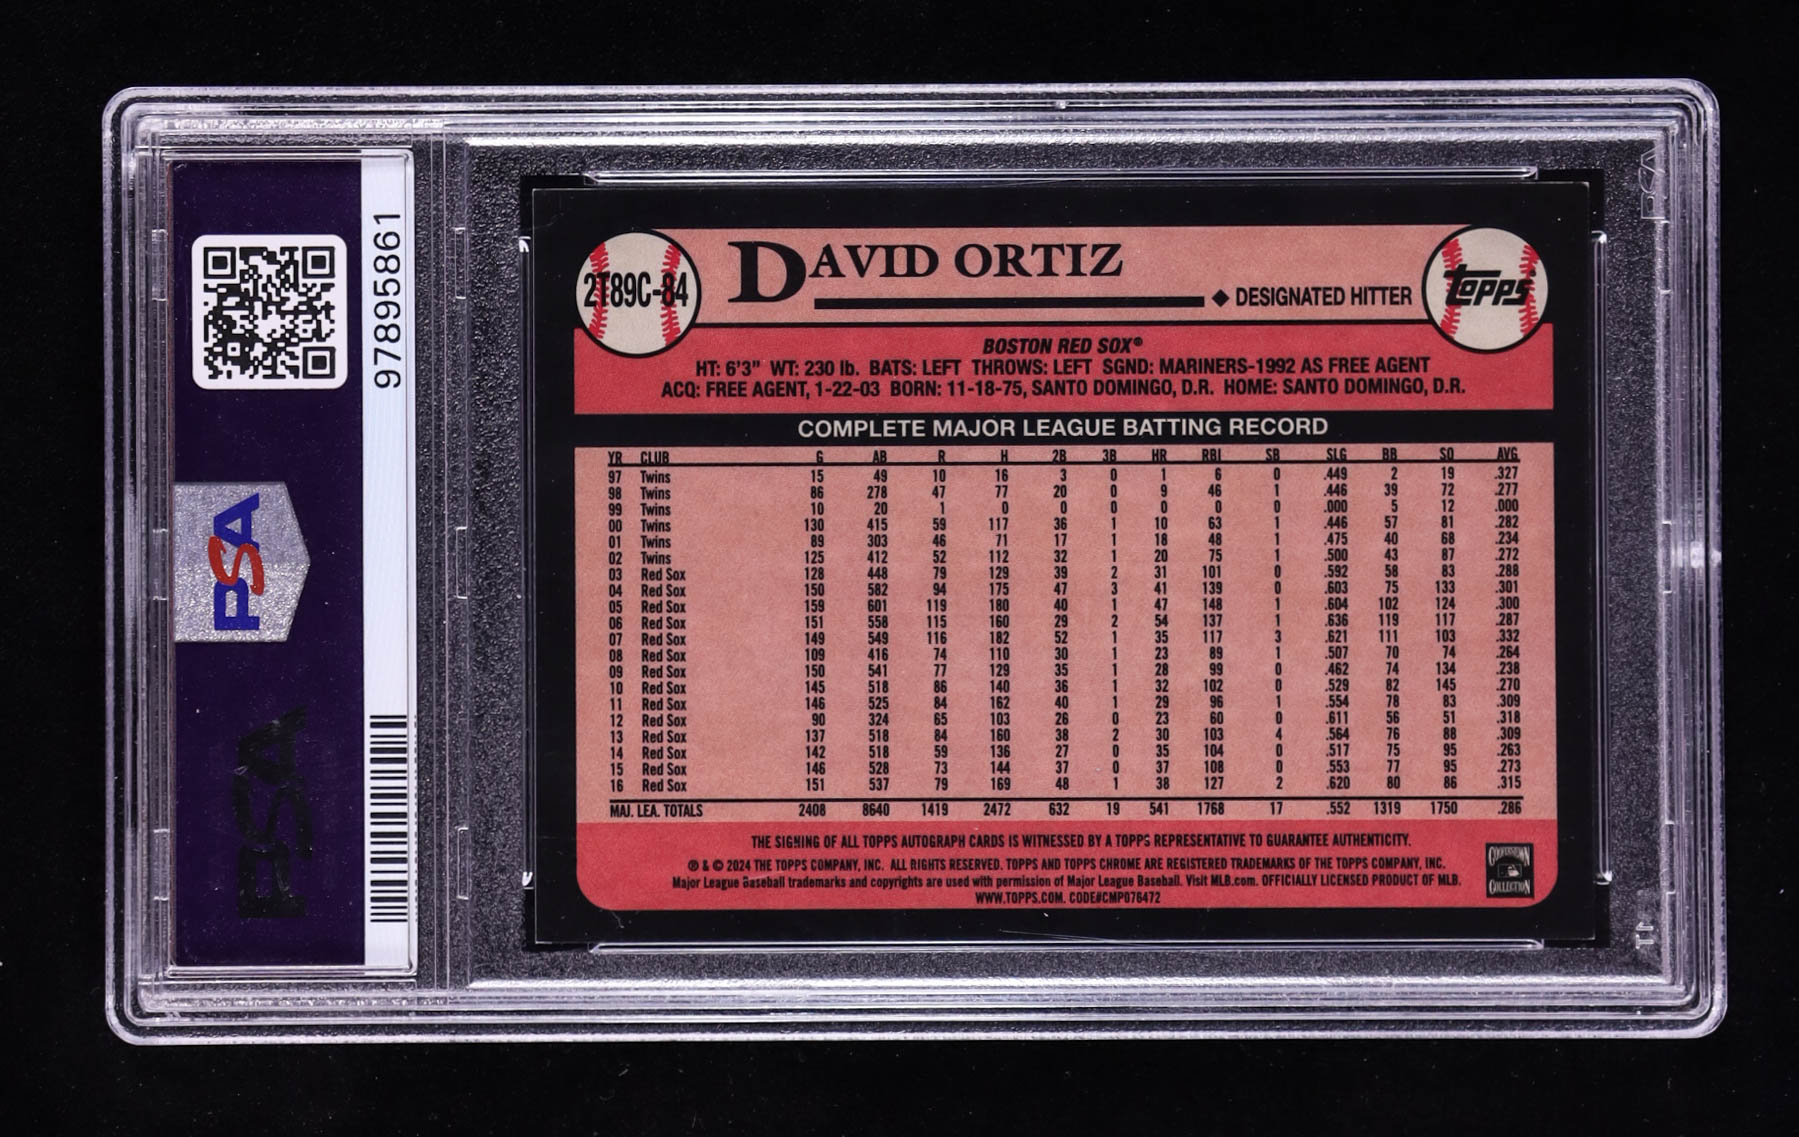 97895861
PSA
PSA
2T89C-84
DAVID ORTIZ
◆ DESIGNATED HITTER
Topps
BOSTON RED SOX®
HT: 6'3" WT: 230 lb. BATS: LEFT THROWS: LEFT SGND: MARINERS-1992 AS FREE AGENT
ACQ: FREE AGENT, 1-22-03 BORN: 11-18-75, SANTO DOMINGO, D.R. HOME: SANTO DOMINGO, D.R.
COMPLETE MAJOR LEAGUE BATTING RECORD
YR CLUB G AB R H 2B 3B HR RBI SB SLG BB SO AVG
97 Twins 15 49 10 16 3 0 1 6 0 .449 2 19 .327
98 Twins 86 278 47 77 20 0 9 46 1 .446 39 72 .277
99 Twins 10 20 1 0 0 0 0 0 0 .000 5 12 .000
00 Twins 130 415 59 117 36 1 10 63 1 .446 57 81 .282
01 Twins 89 303 46 71 17 1 18 48 1 .475 40 68 .234
02 Twins 125 412 52 112 32 1 20 75 1 .500 43 87 .272
03 Red Sox 128 448 79 129 39 2 31 101 0 .592 58 83 .288
04 Red Sox 150 582 94 175 47 3 41 139 0 .603 75 133 .301
05 Red Sox 159 601 119 180 40 1 47 148 1 .604 102 124 .300
06 Red Sox 151 558 115 160 29 2 54 137 1 .636 119 117 .287
07 Red Sox 149 549 116 182 52 1 35 117 3 .621 111 103 .332
08 Red Sox 109 416 74 110 30 1 23 89 1 .507 70 74 .264
09 Red Sox 150 541 77 129 35 1 28 99 0 .462 74 134 .238
10 Red Sox 145 518 86 140 36 1 32 102 0 .529 82 145 .270
11 Red Sox 146 525 84 162 40 1 29 96 1 .554 78 83 .309
12 Red Sox 90 324 65 103 26 0 23 60 0 .611 56 51 .318
13 Red Sox 137 518 84 160 38 2 30 103 4 .564 76 88 .309
14 Red Sox 142 518 59 136 27 0 35 104 0 .517 75 95 .263
15 Red Sox 146 528 73 144 37 0 37 108 0 .553 77 95 .273
16 Red Sox 151 537 79 169 48 1 38 127 2 .620 80 86 .315
MAJ. LEA. TOTALS 2408 8640 1419 2472 632 19 541 1768 17 .552 1319 1750 .286
THE SIGNING OF ALL TOPPS AUTOGRAPH CARDS IS WITNESSED BY A TOPPS REPRESENTATIVE TO GUARANTEE AUTHENTICITY.
® & © 2024 THE TOPPS COMPANY, INC. ALL RIGHTS RESERVED. TOPPS AND TOPPS CHROME ARE REGISTERED TRADEMARKS OF THE TOPPS COMPANY, INC.
Major League Baseball trademarks and copyrights are used with permission of Major League Baseball. Visit MLB.com. OFFICIALLY LICENSED PRODUCT OF MLB.
WWW.TOPPS.COM. CODE#CMP076472
COOPERSTOWN
COLLECTION
PSA
11